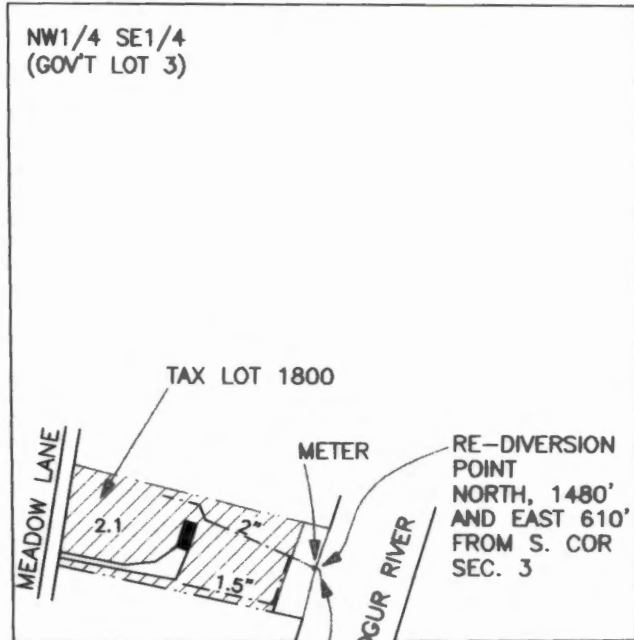 NW1/4 SE1/4
(GOV'T LOT 3)
TAX LOT 1800
METER
RE-DIVERSION
POINT
NORTH, 1480'
AND EAST 610'
FROM S. COR
SEC. 3
MEADOW LANE
2.1
2"
1.5"
RIVER